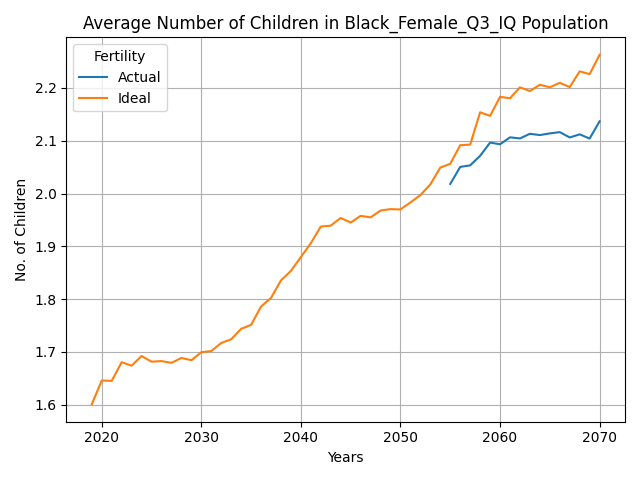 Average Number of Children in Black_Female_Q3_IQ Population
Fertility
Actual
Ideal
No. of Children
2.2
2.1
2.0
1.9
1.8
1.7
1.6
2020 2030 2040 2050 2060 2070
Years